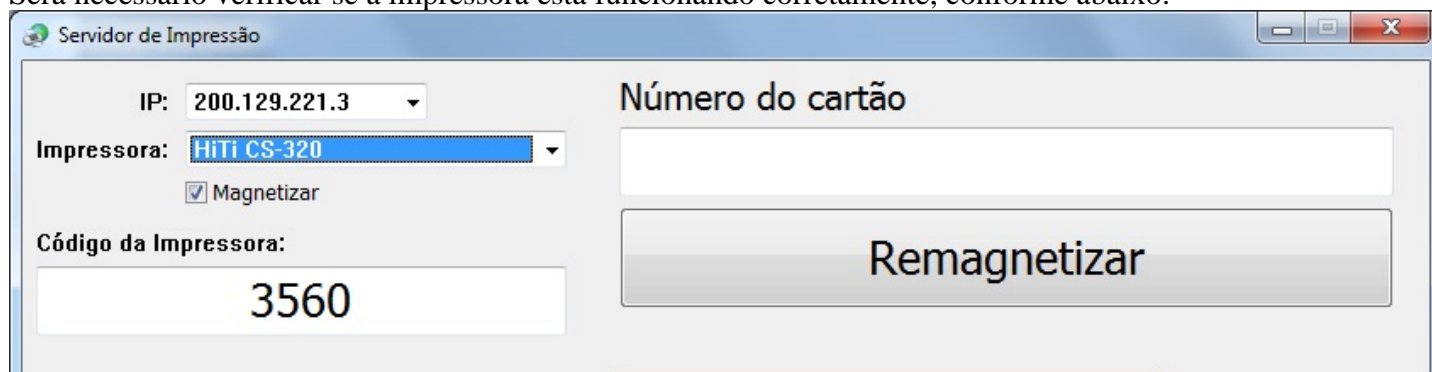 Será necessário verificar se a impressora está funcionando corretamente, conforme abaixo:
Servidor de Impressão
IP: 200.129.221.3
Impressora: HiTi CS-320
Magnetizar
Código da Impressora:
3560
Número do cartão
Remagnetizar